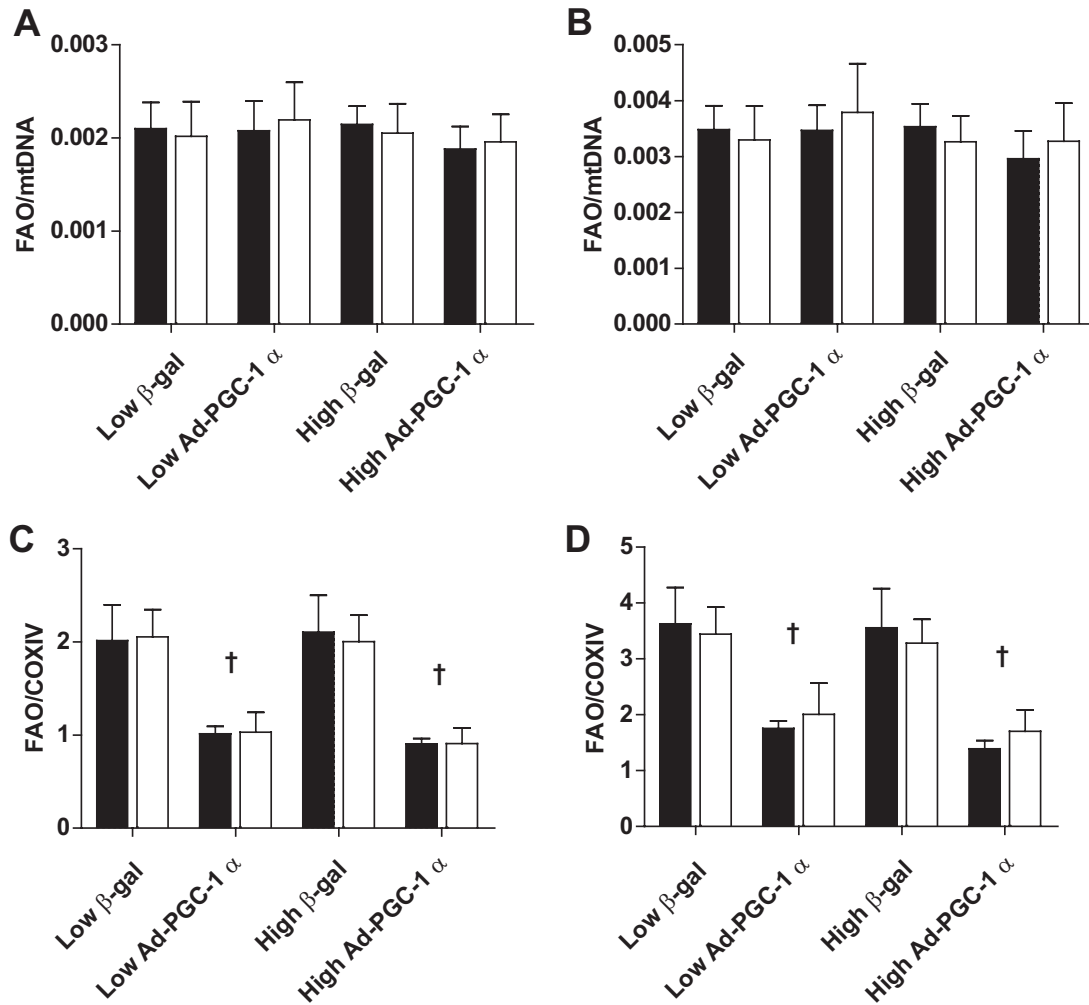 A
FAO/mtDNA
0.003
0.002
0.001
0.000
Low β-gal
Low Ad-PGC-1 α
High β-gal
High Ad-PGC-1 α
B
FAO/mtDNA
0.005
0.004
0.003
0.002
0.001
0.000
Low β-gal
Low Ad-PGC-1 α
High β-gal
High Ad-PGC-1 α
C
FAO/COXIV
3
2
1
0
†
†
Low β-gal
Low Ad-PGC-1 α
High β-gal
High Ad-PGC-1 α
D
FAO/COXIV
5
4
3
2
1
0
†
†
Low β-gal
Low Ad-PGC-1 α
High β-gal
High Ad-PGC-1 α